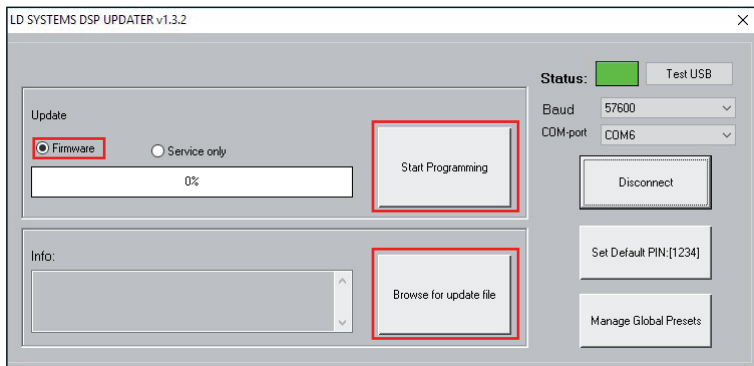 LD SYSTEMS DSP UPDATER v1.3.2
Status:
Test USB
Update
Baud
57600
Firmware
Service only
COM-port
COM6
0%
Start Programming
Disconnect
Info:
Browse for update file
Set Default PIN:[1234]
Manage Global Presets